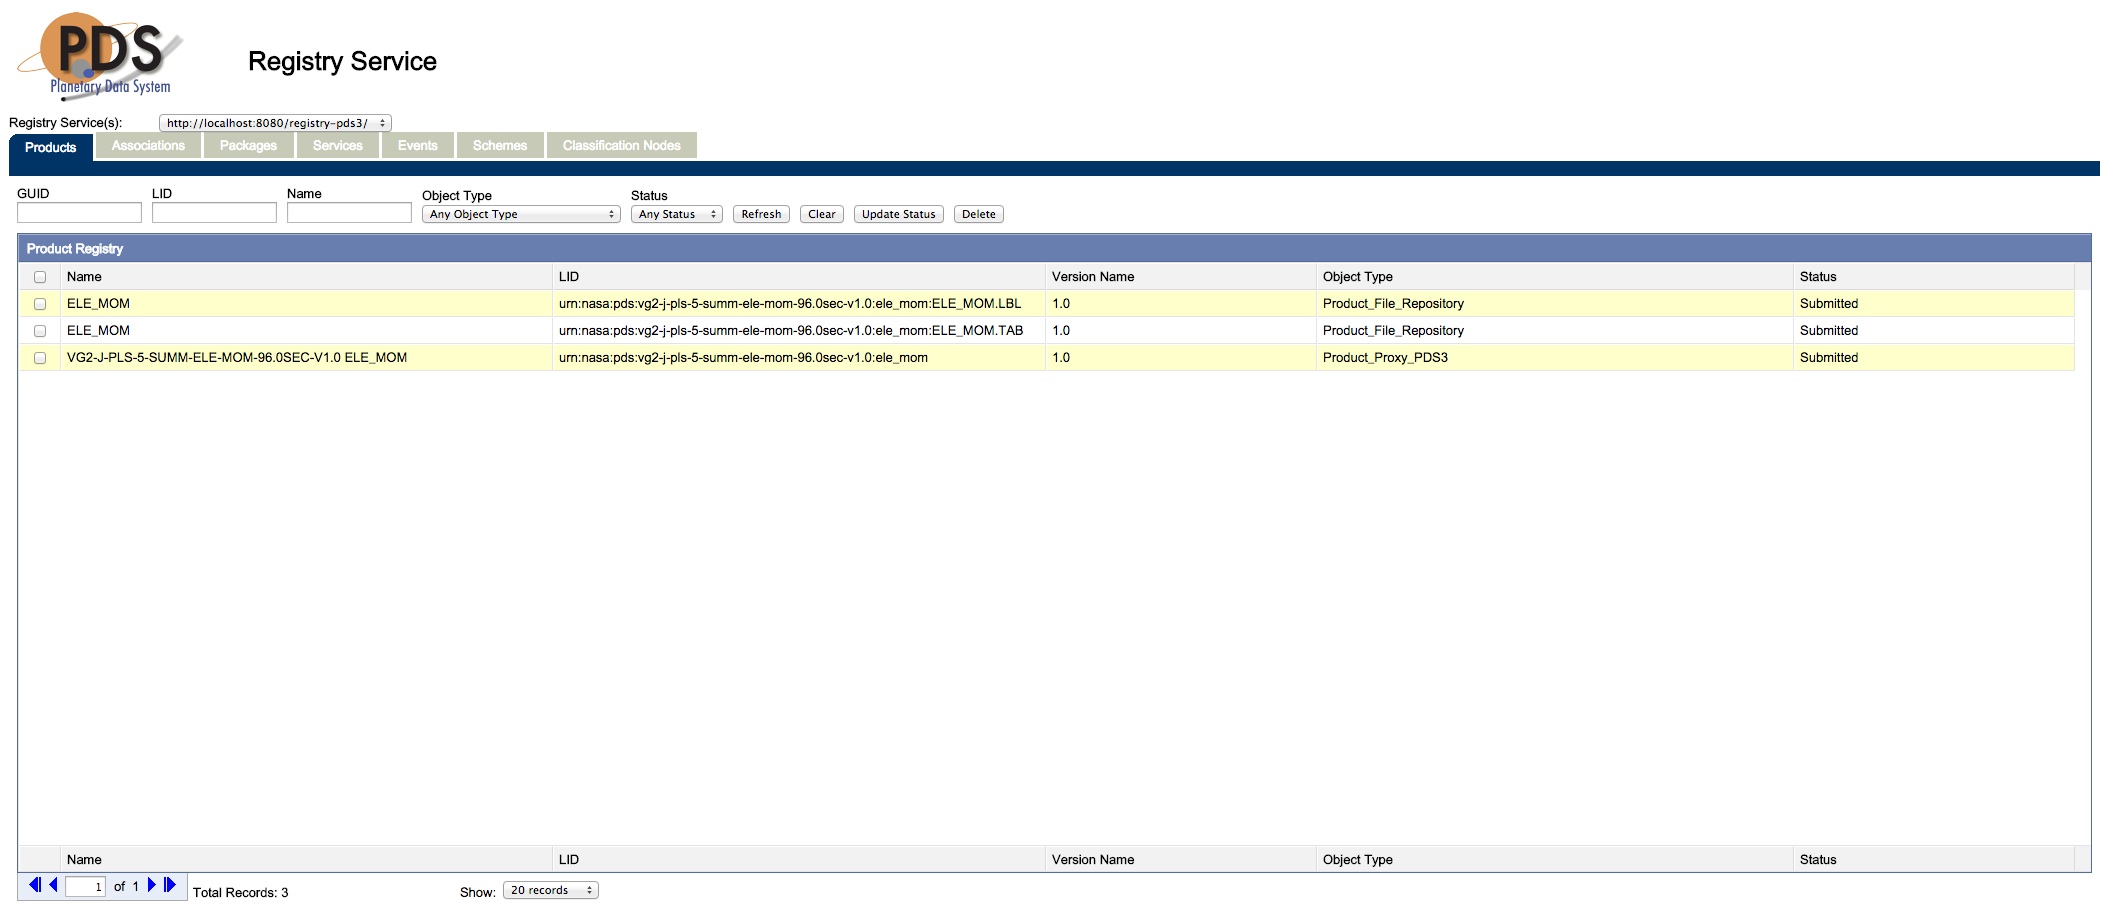 PDS
Planetary Data System
Registry Service
Registry Service(s): http://localhost:8080/registry-pds3/
Products Associations Packages Services Events Schemes Classification Nodes
GUID LID Name Object Type Status
Any Object Type Any Status Refresh Clear Update Status Delete
Product Registry
Name LID Version Name Object Type Status
ELE_MOM urn:nasa:pds:vg2-j-pls-5-summ-ele-mom-96.0sec-v1.0:ele_mom:ELE_MOM.LBL 1.0 Product_File_Repository Submitted
ELE_MOM urn:nasa:pds:vg2-j-pls-5-summ-ele-mom-96.0sec-v1.0:ele_mom:ELE_MOM.TAB 1.0 Product_File_Repository Submitted
VG2-J-PLS-5-SUMM-ELE-MOM-96.0SEC-V1.0 ELE_MOM urn:nasa:pds:vg2-j-pls-5-summ-ele-mom-96.0sec-v1.0:ele_mom 1.0 Product_Proxy_PDS3 Submitted
Name LID Version Name Object Type Status
1 of 1 Total Records: 3 Show: 20 records